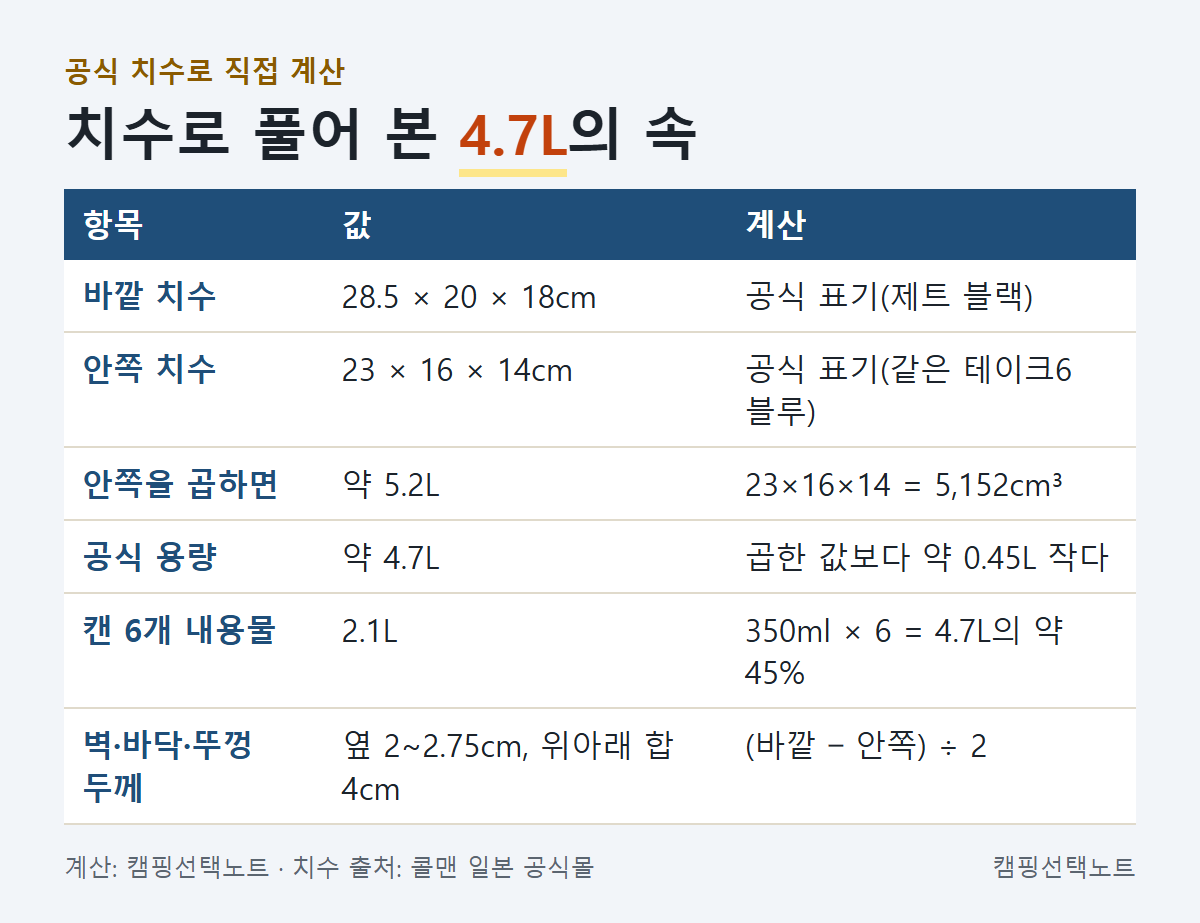 공식 치수로 직접 계산
치수로 풀어 본 4.7L의 속
항목 값 계산
바깥 치수 28.5 × 20 × 18cm 공식 표기(제트 블랙)
안쪽 치수 23 × 16 × 14cm 공식 표기(같은 테이크6
블루)
안쪽을 곱하면 약 5.2L 23×16×14 = 5,152cm³
공식 용량 약 4.7L 곱한 값보다 약 0.45L 작다
캔 6개 내용물 2.1L 350ml × 6 = 4.7L의 약
45%
벽·바닥·뚜껑 옆 2~2.75cm, 위아래 합 (바깥 − 안쪽) ÷ 2
두께 4cm
계산: 캠핑선택노트 · 치수 출처: 콜맨 일본 공식몰 캠핑선택노트